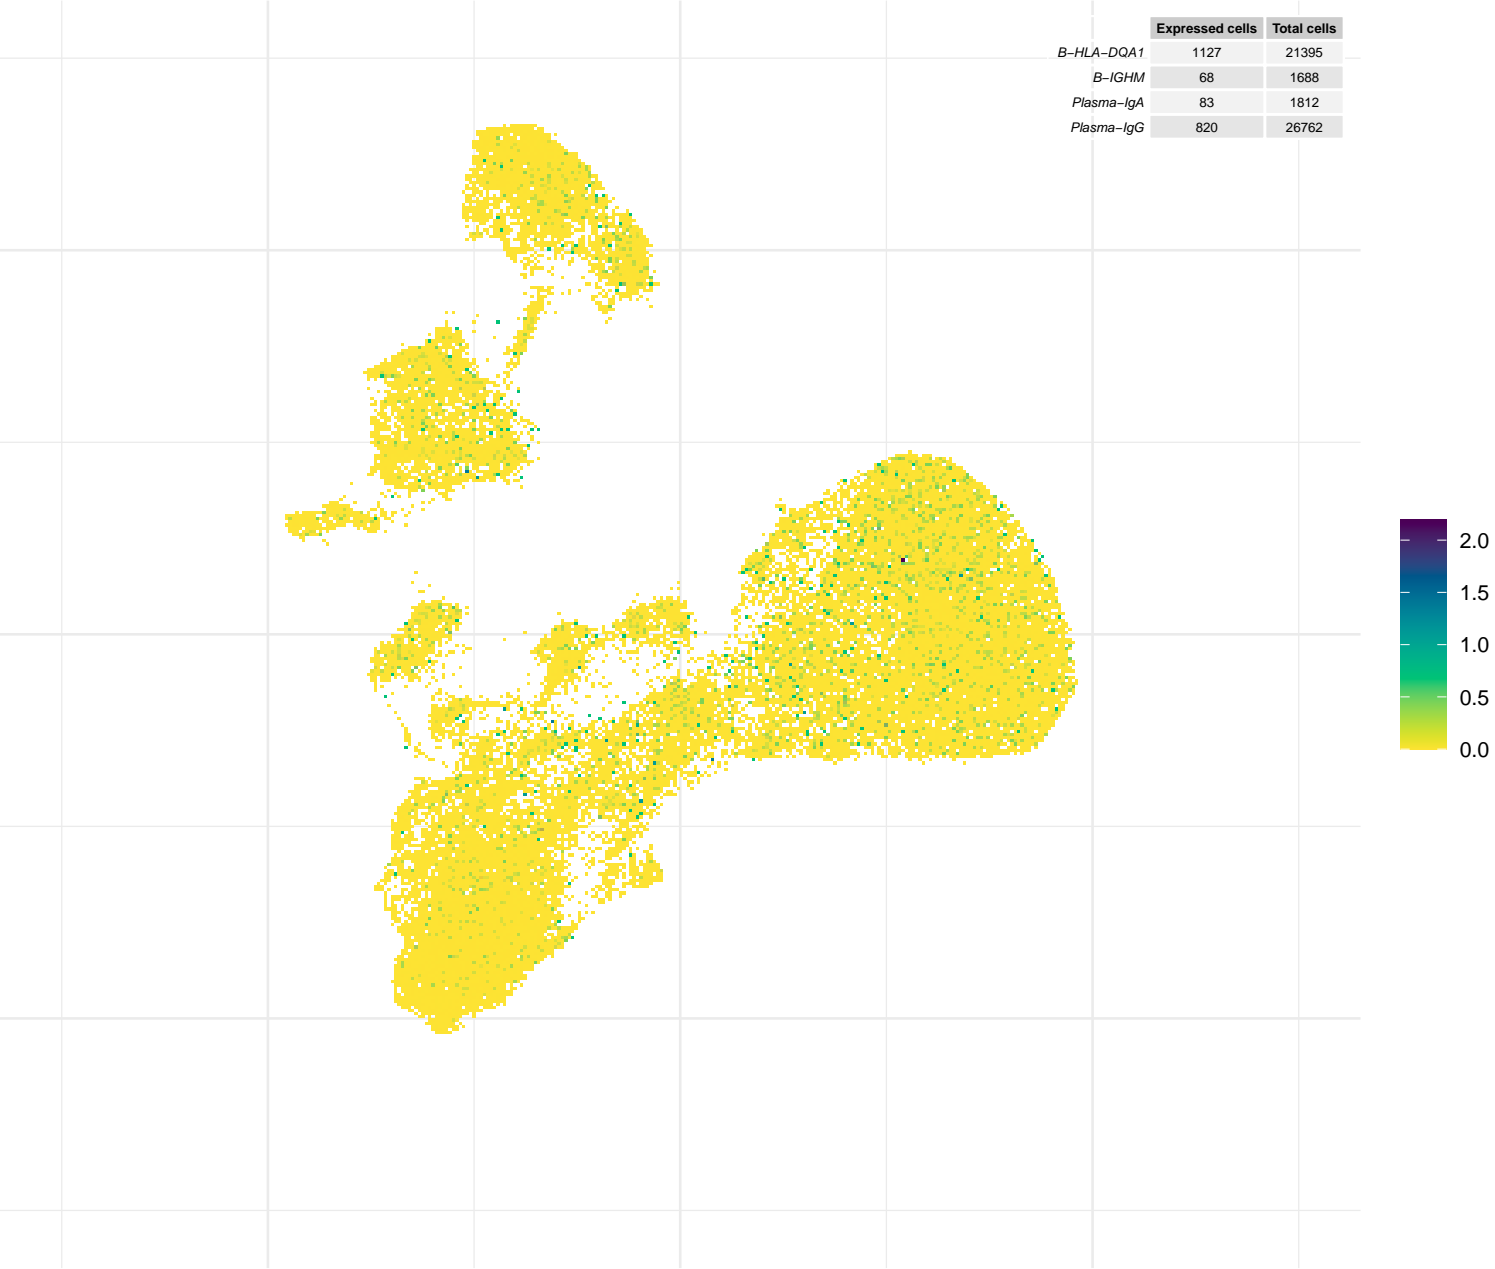 Expressed cells Total cells
B−HLA−DQA1 1127 21395
B−IGHM 68 1688
Plasma−IgA 83 1812
Plasma−IgG 820 26762
2.0
1.5
1.0
0.5
0.0